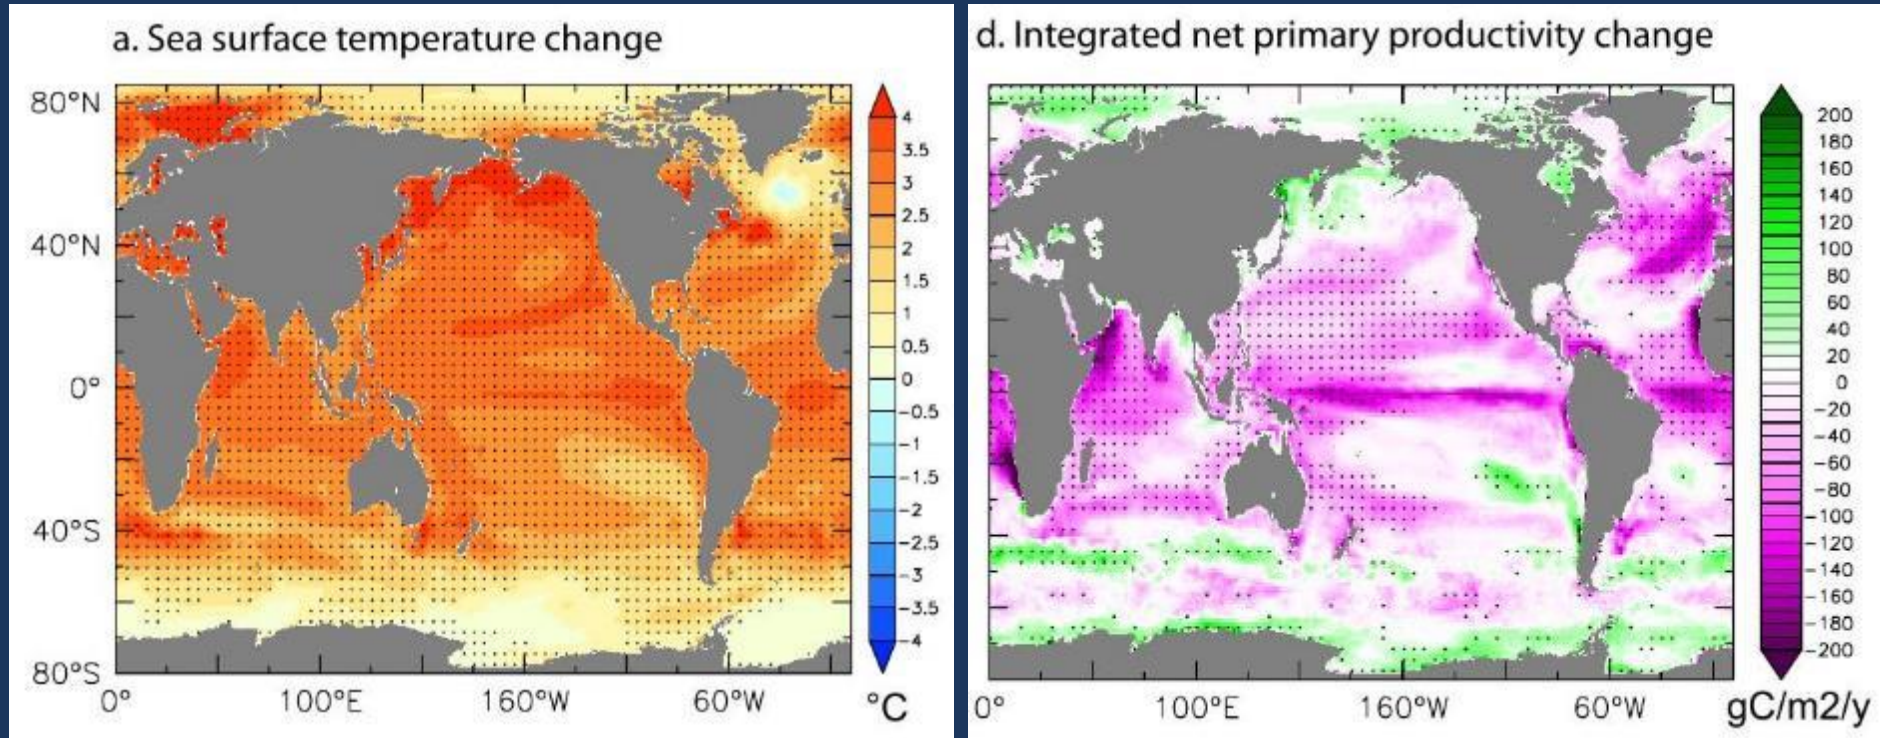 a. Sea surface temperature change
80°N
40°N
0°
40°S
80°S
0°
100°E
160°W
60°W
4
3.5
3
2.5
2
1.5
1
0.5
0
-0.5
-1
-1.5
-2
-2.5
-3
-3.5
-4
°C
d. Integrated net primary productivity change
0°
100°E
160°W
60°W
200
180
160
140
120
100
80
60
40
20
0
-20
-40
-60
-80
-100
-120
-140
-160
-180
-200
gC/m2/y